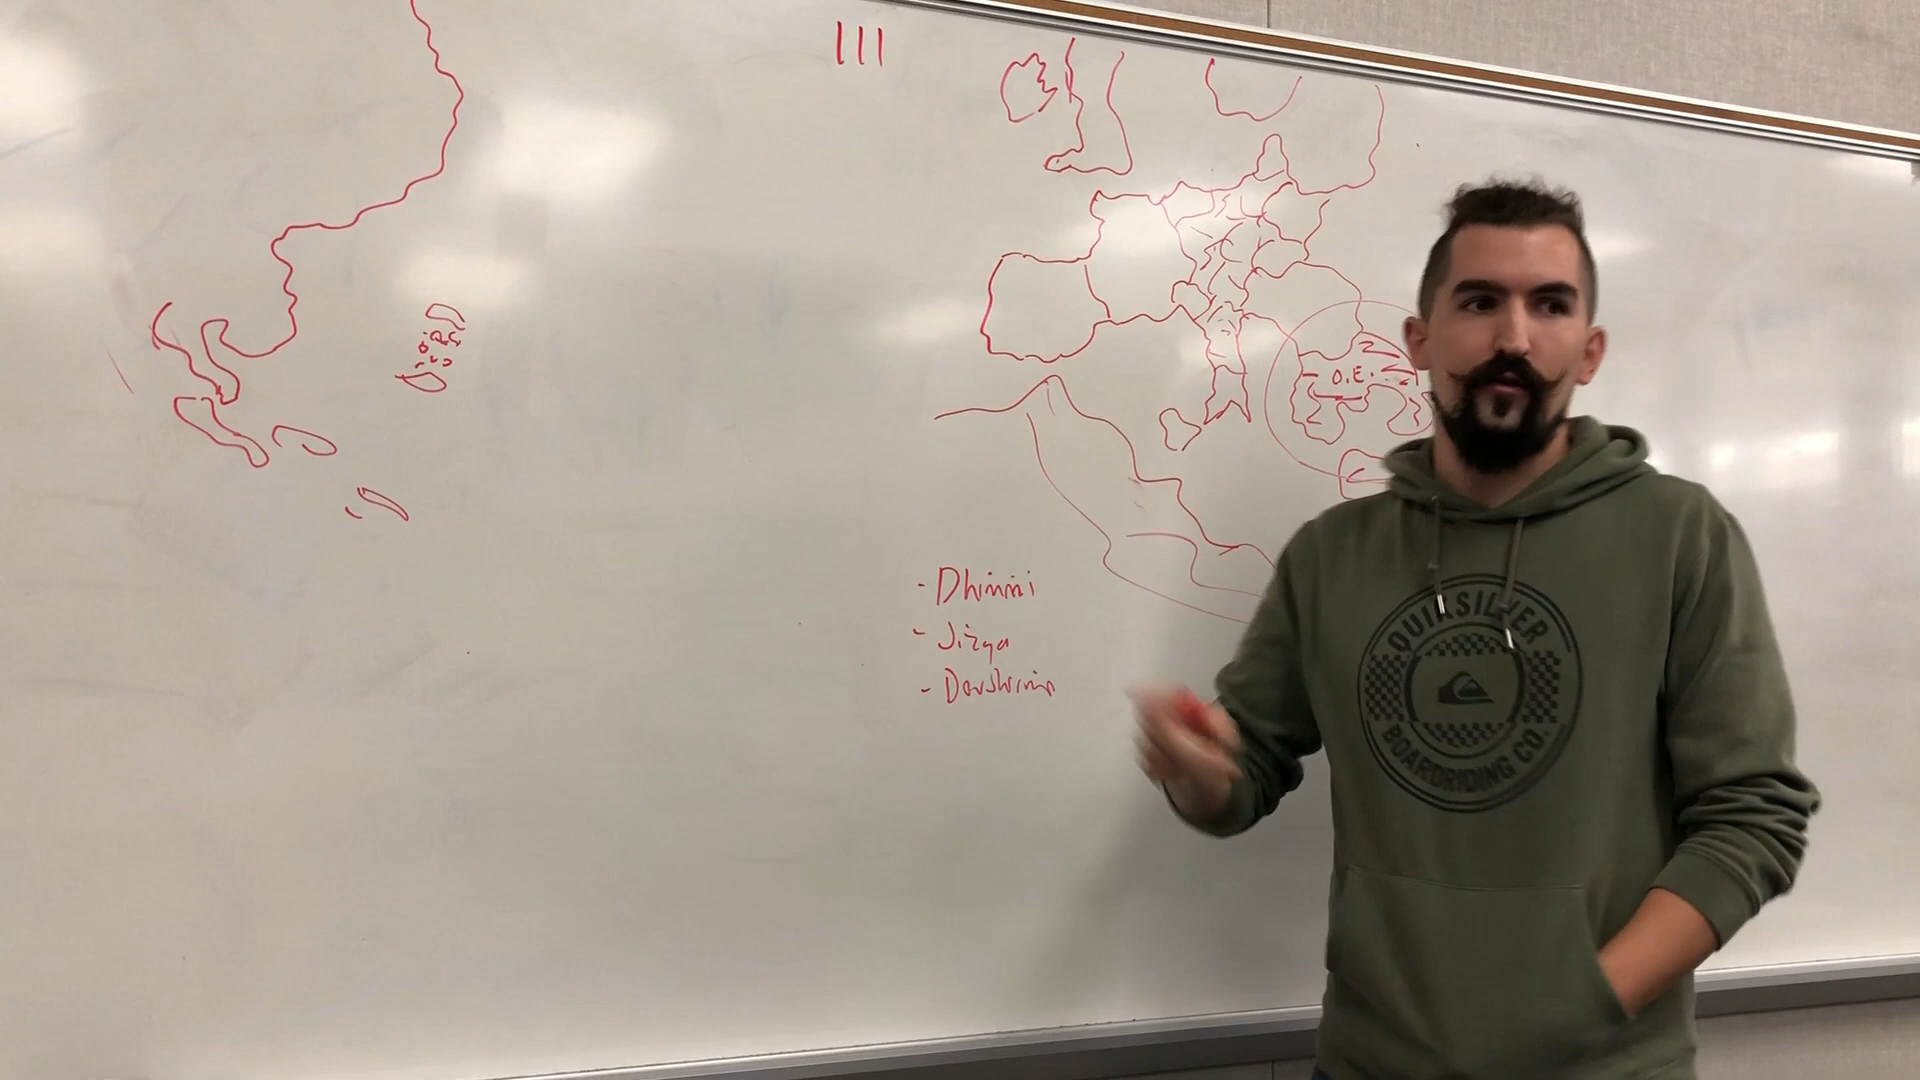 III
O.E.
- Dhimmi
- Jizya
- Devshirme
QUIKSILVER
BOARDRIDING CO.